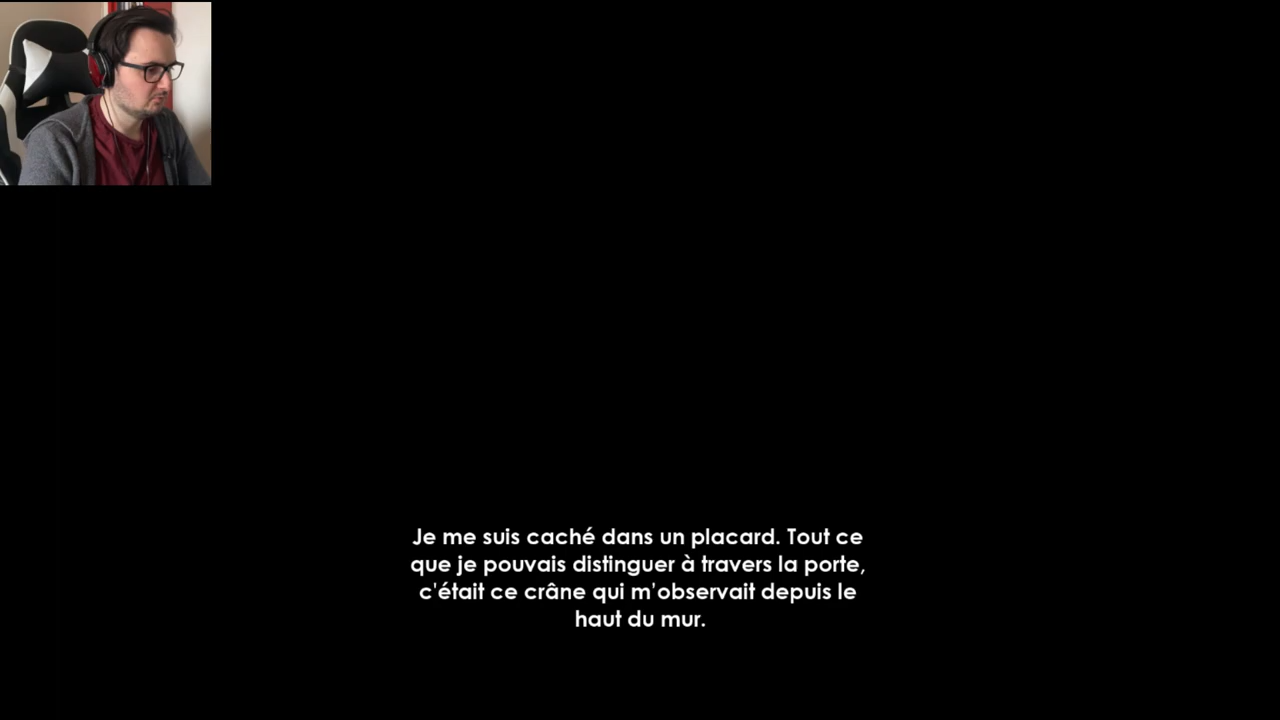 Je me suis caché dans un placard. Tout ce
que je pouvais distinguer à travers la porte,
c'était ce crâne qui m'observait depuis le
haut du mur.